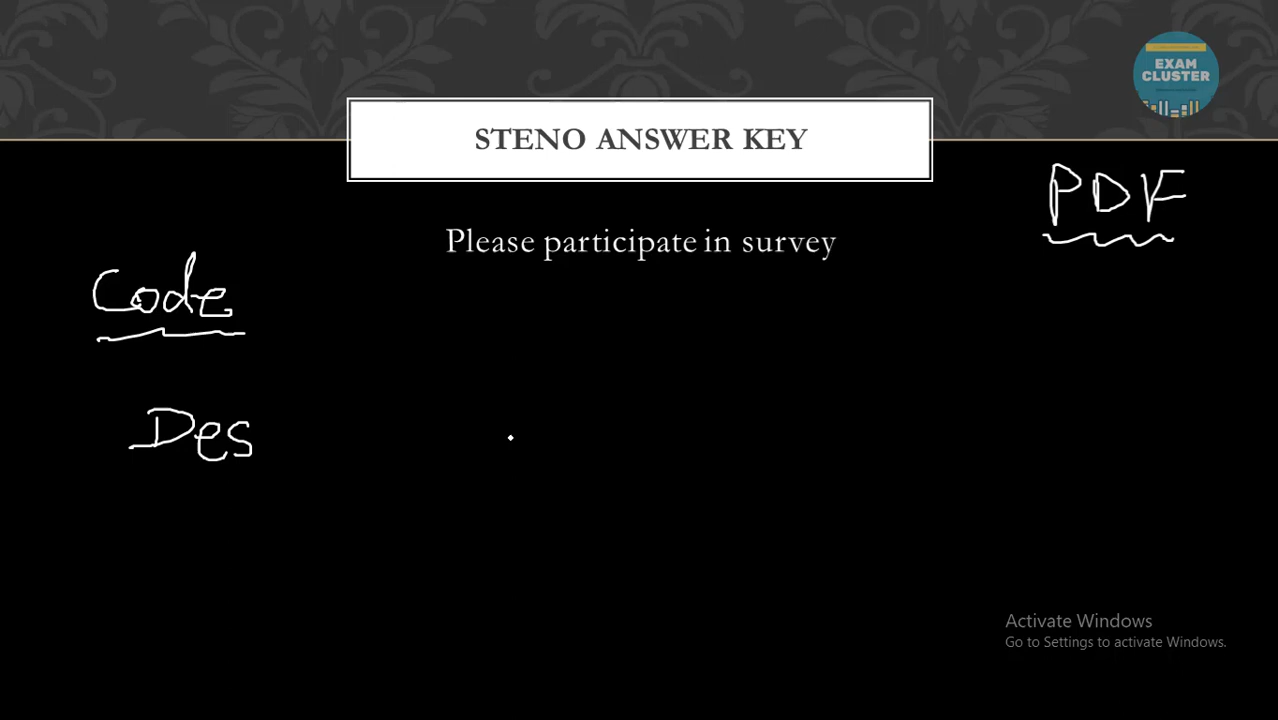 EXAM
CLUSTER
STENO ANSWER KEY
PDF
Please participate in survey
Code
Des
Activate Windows
Go to Settings to activate Windows.